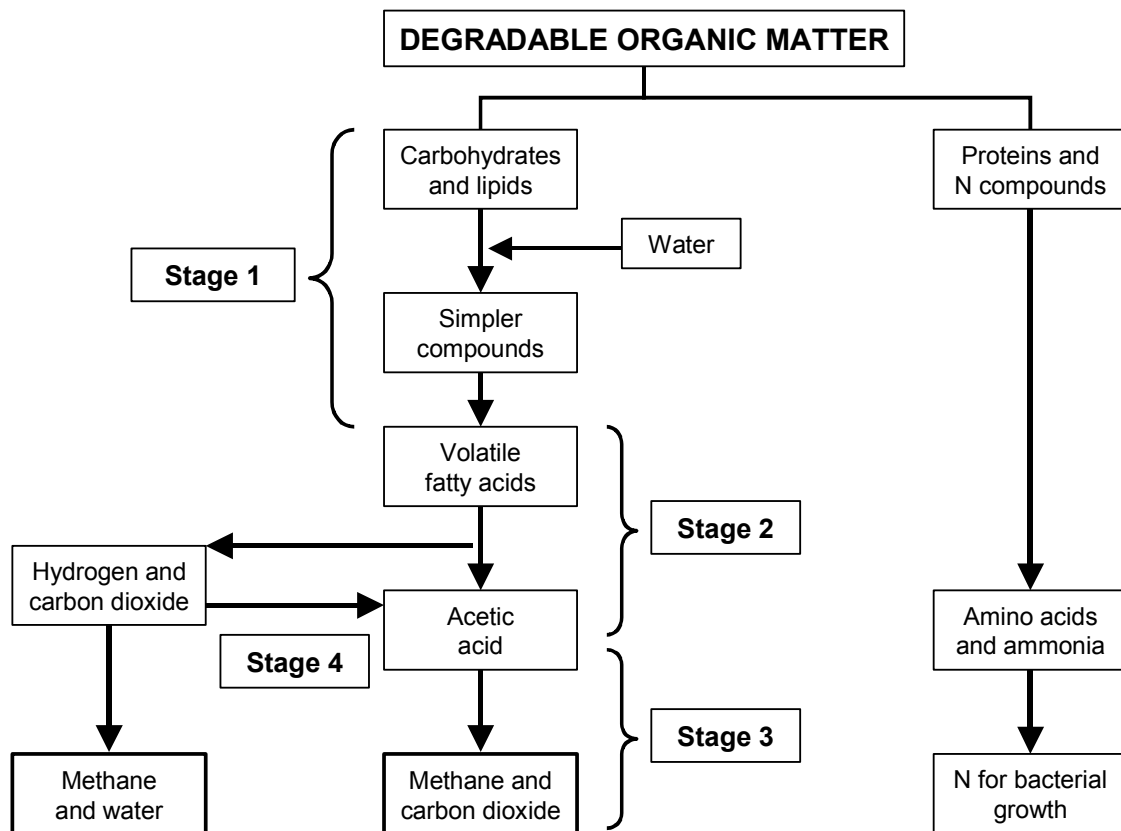 DEGRADABLE ORGANIC MATTER
Carbohydrates
and lipids
Proteins and
N compounds
Water
Stage 1
Simpler
compounds
Volatile
fatty acids
Stage 2
Hydrogen and
carbon dioxide
Acetic
acid
Amino acids
and ammonia
Stage 4
Stage 3
Methane
and water
Methane and
carbon dioxide
N for bacterial
growth